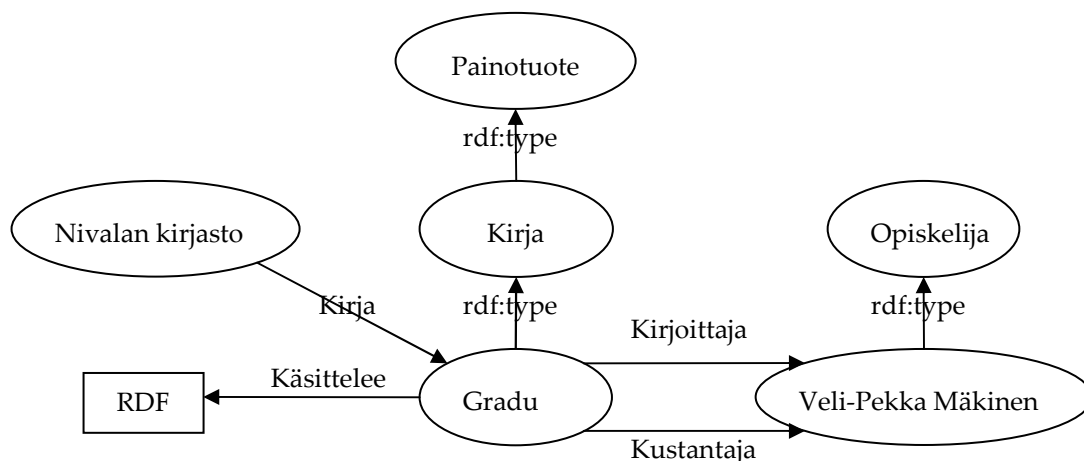 Painotuote
rdf:type
Nivalan kirjasto
Kirja
Opiskelija
Kirja
rdf:type
Kirjoittaja
rdf:type
Käsittelee
RDF
Gradu
Veli-Pekka Mäkinen
Kustantaja